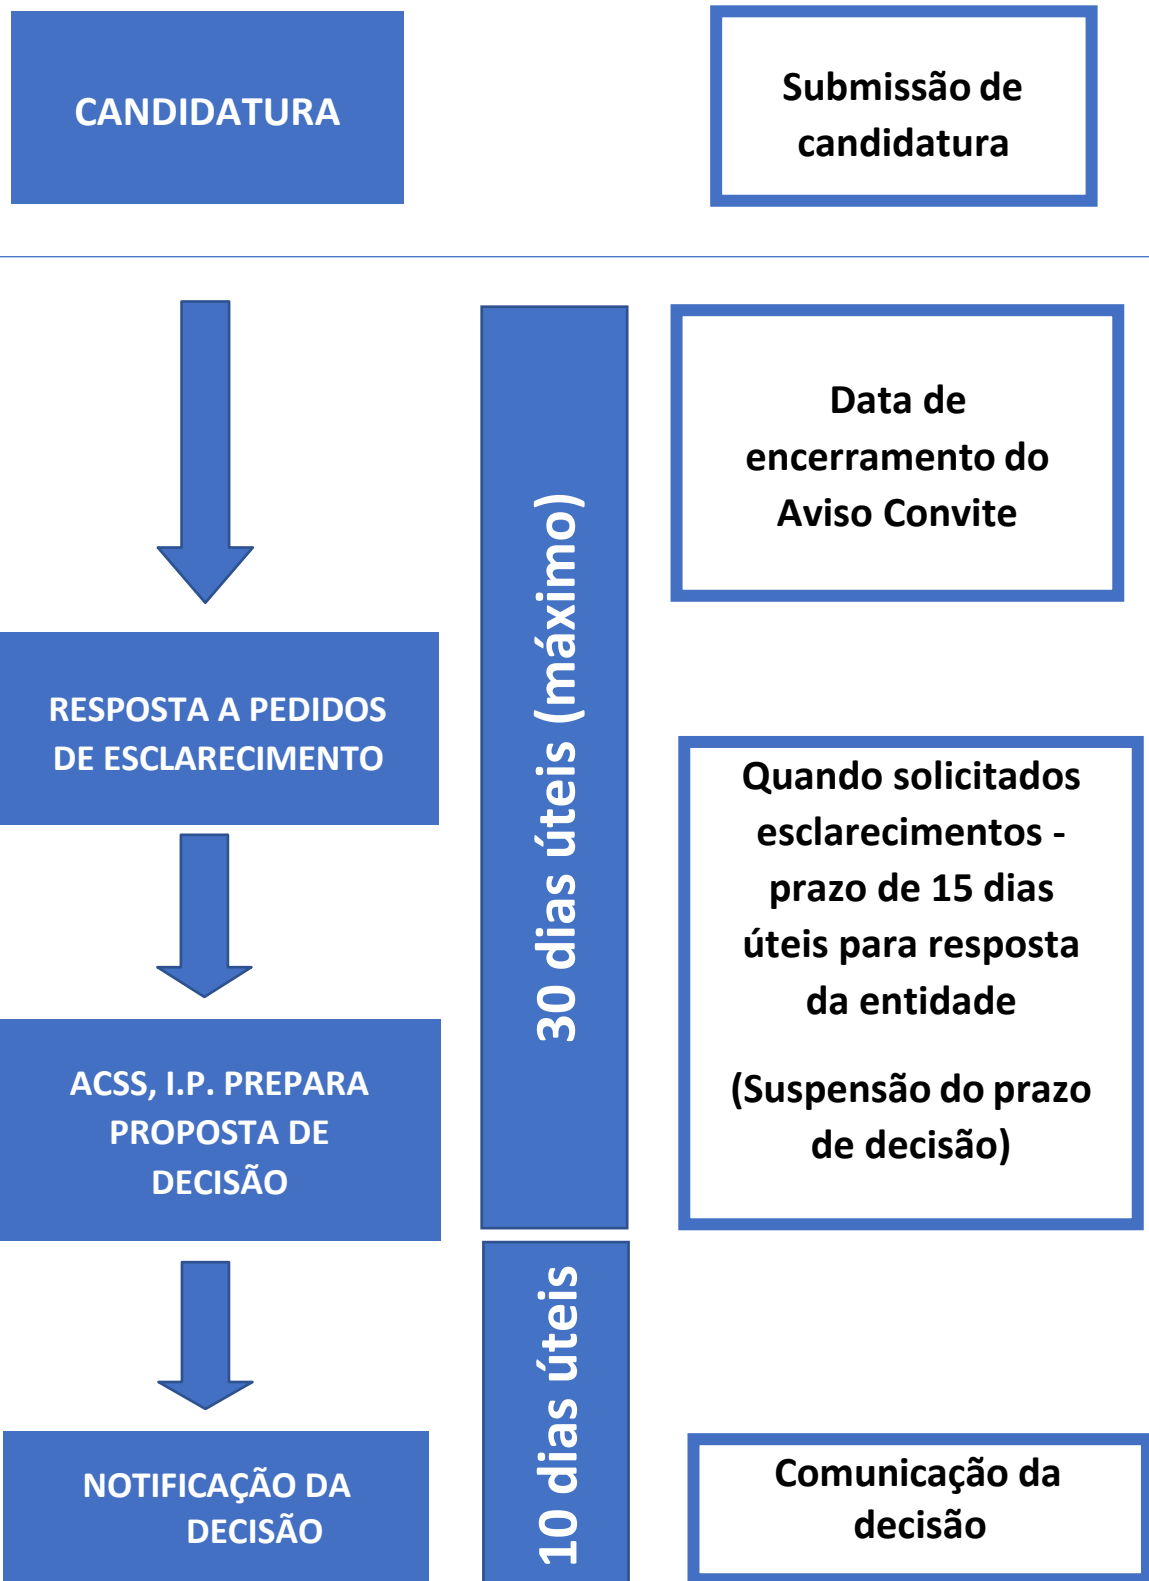 CANDIDATURA
Submissão de
candidatura
Data de
encerramento do
Aviso Convite
30 dias úteis (máximo)
RESPOSTA A PEDIDOS
DE ESCLARECIMENTO
Quando solicitados
esclarecimentos -
prazo de 15 dias
úteis para resposta
da entidade
(Suspensão do prazo
de decisão)
ACSS, I.P. PREPARA
PROPOSTA DE
DECISÃO
10 dias úteis
NOTIFICAÇÃO DA
DECISÃO
Comunicação da
decisão